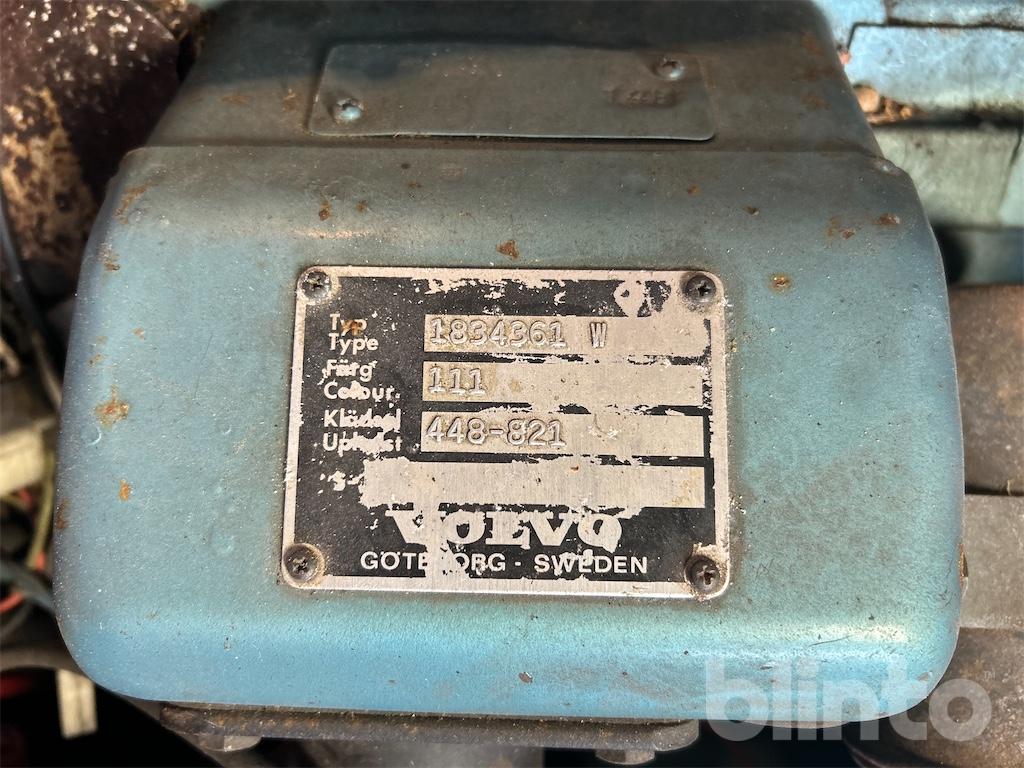 Typ
Type 1834361 W
Färg
Colour. 111
Klädsel
Upholst 448-821
S-
VOLVO
GÖTEBORG - SWEDEN
blinto